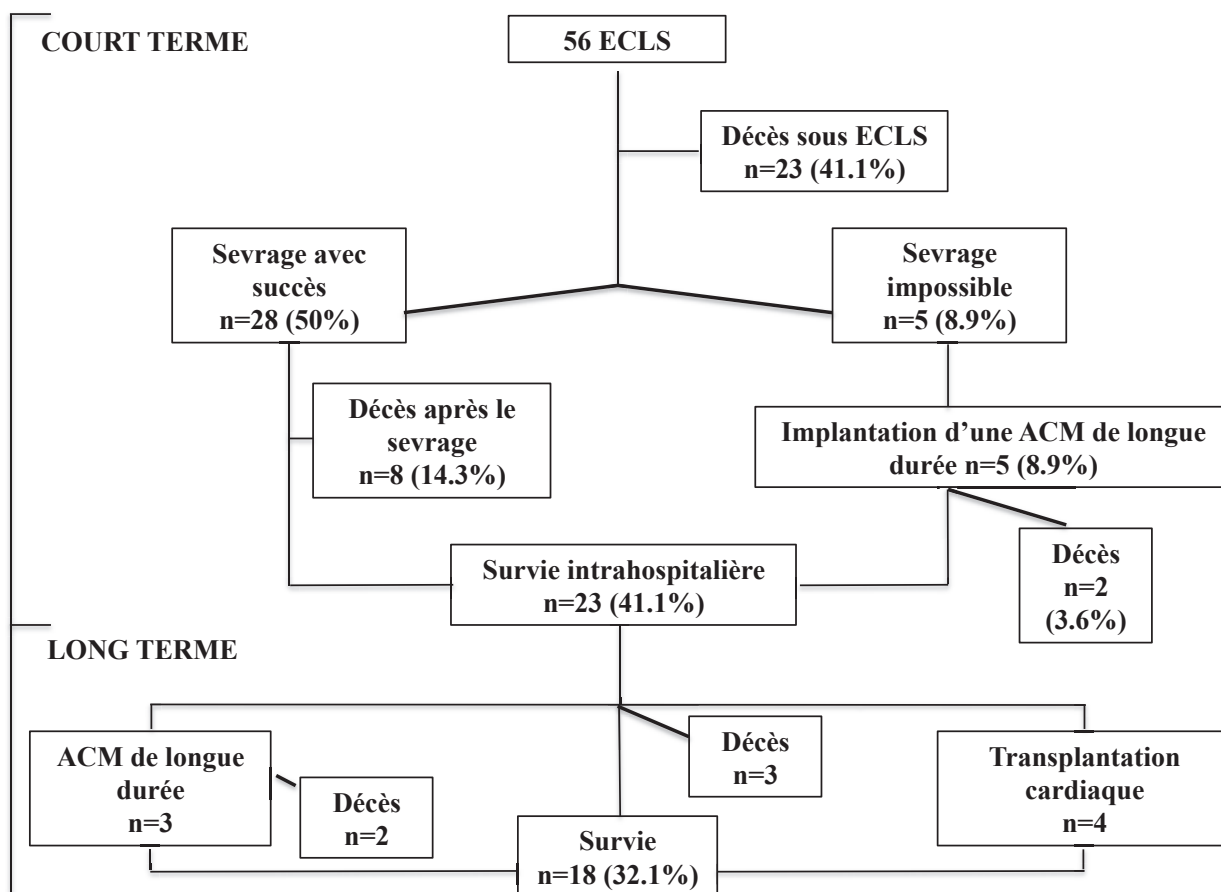 COURT TERME
56 ECLS
Décès sous ECLS
n=23 (41.1%)
Sevrage avec
succès
n=28 (50%)
Sevrage
impossible
n=5 (8.9%)
Décès après le
sevrage
n=8 (14.3%)
Implantation d’une ACM de longue
durée n=5 (8.9%)
Décès
n=2
(3.6%)
Survie intrahospitalière
n=23 (41.1%)
LONG TERME
ACM de longue
durée
n=3
Décès
n=2
Décès
n=3
Transplantation
cardiaque
n=4
Survie
n=18 (32.1%)